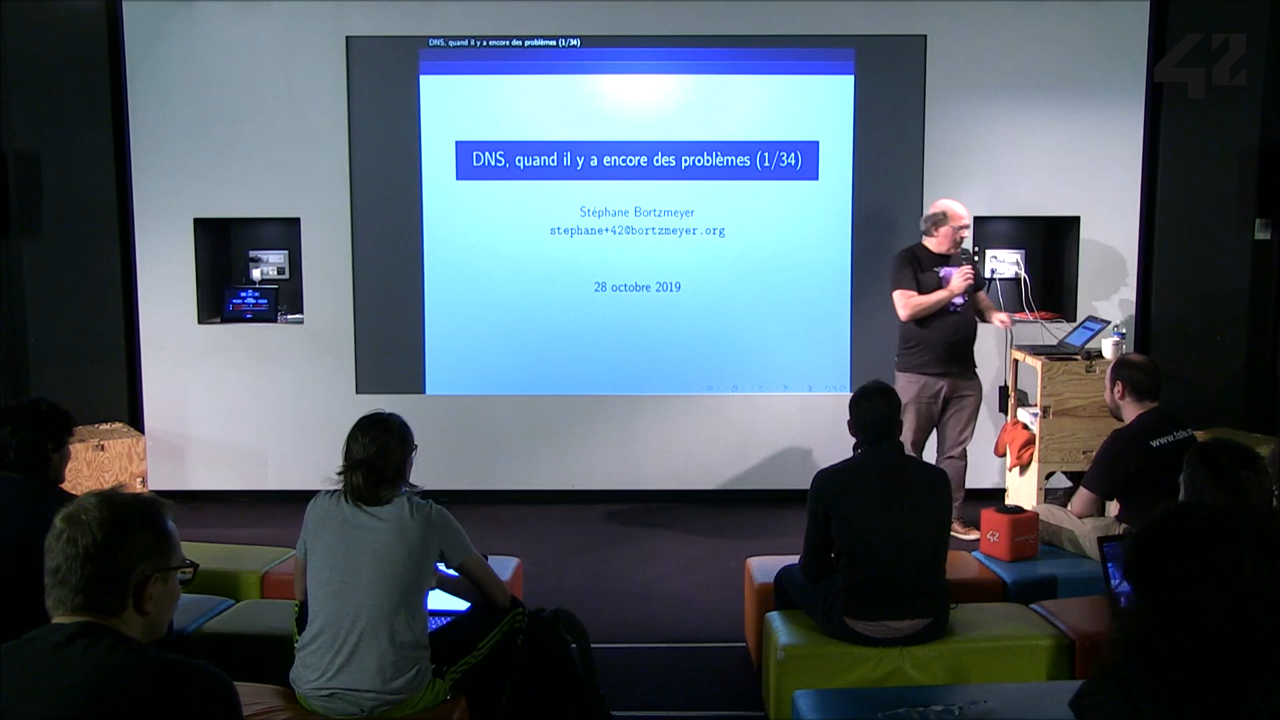 DNS, quand il y a encore des problèmes (1/34)
42
DNS, quand il y a encore des problèmes (1/34)
Stéphane Bortzmeyer
stephane+42@bortzmeyer.org
28 octobre 2019
42